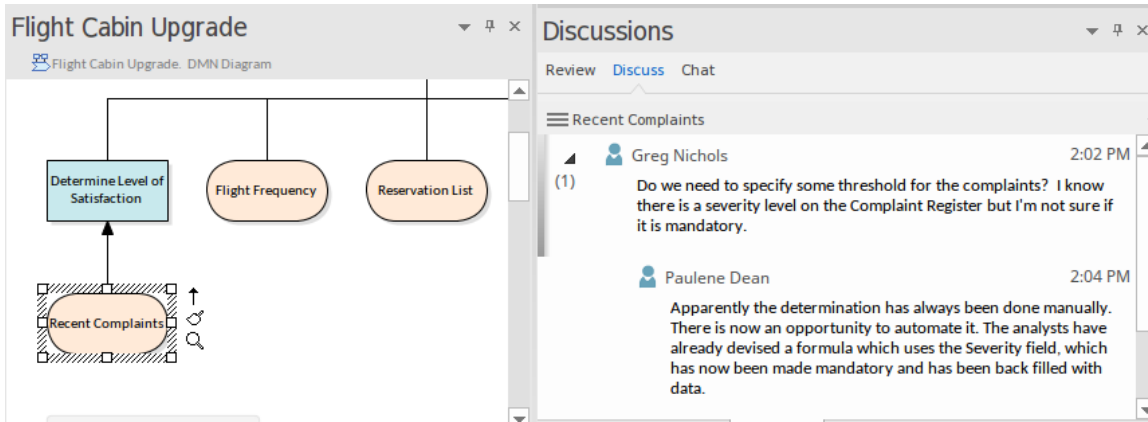 Flight Cabin Upgrade
Flight Cabin Upgrade. DMN Diagram
Determine Level of
Satisfaction
Flight Frequency
Reservation List
Recent Complaints
Discussions
Review Discuss Chat
Recent Complaints
Greg Nichols 2:02 PM
(1)
Do we need to specify some threshold for the complaints? I know
there is a severity level on the Complaint Register but I'm not sure if
it is mandatory.
Paulene Dean 2:04 PM
Apparently the determination has always been done manually.
There is now an opportunity to automate it. The analysts have
already devised a formula which uses the Severity field, which
has now been made mandatory and has been back filled with
data.